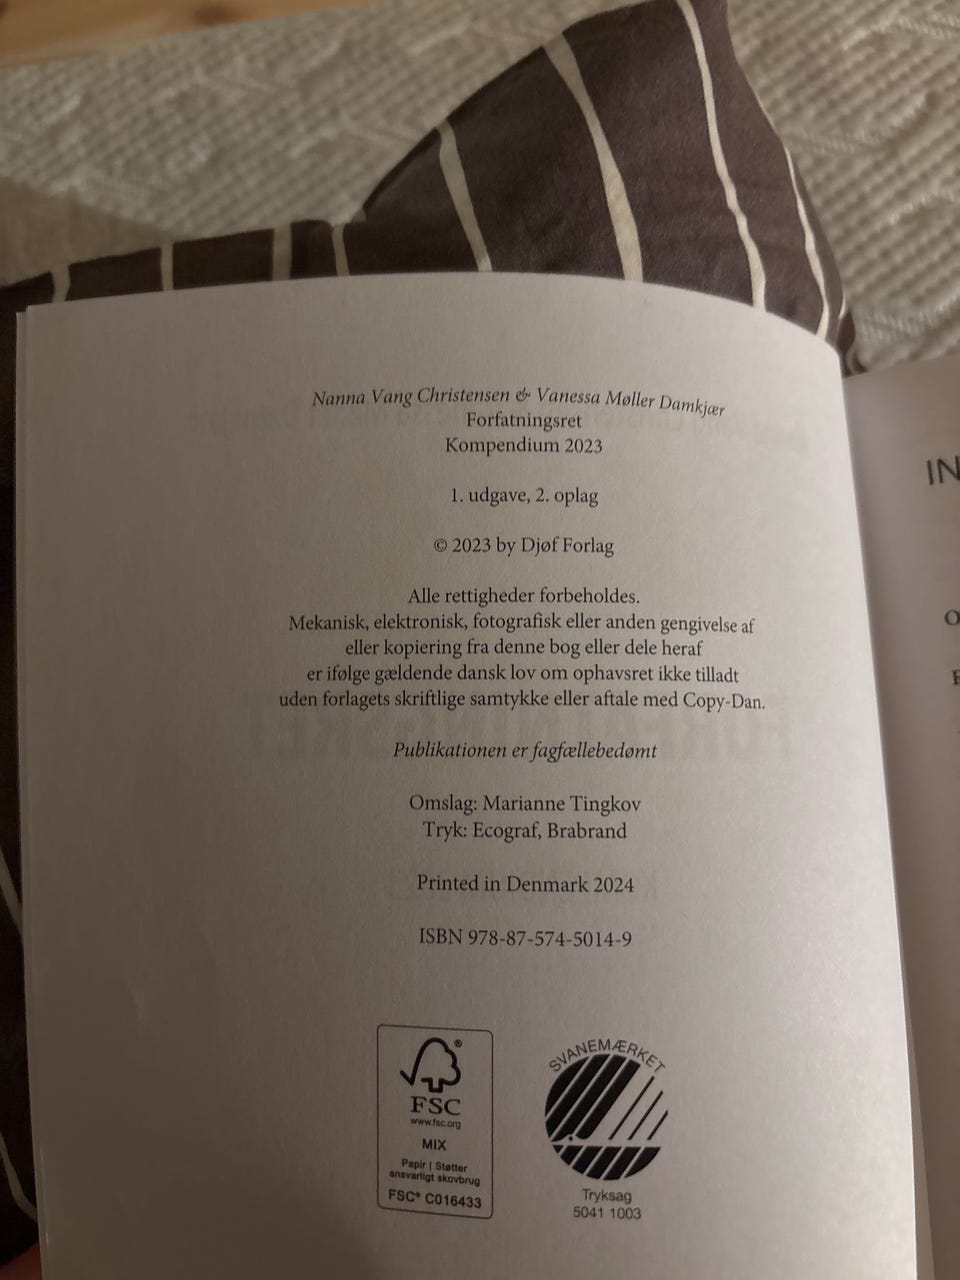 Nanna Vang Christensen & Vanessa Møller Damkjær
Forfatningsret
Kompendium 2023
1. udgave, 2. oplag
© 2023 by Djøf Forlag
Alle rettigheder forbeholdes.
Mekanisk, elektronisk, fotografisk eller anden gengivelse af
eller kopiering fra denne bog eller dele heraf
er ifølge gældende dansk lov om ophavsret ikke tilladt
uden forlagets skriftlige samtykke eller aftale med Copy-Dan.
Publikationen er fagfællebedømt
Omslag: Marianne Tingkov
Tryk: Ecograf, Brabrand
Printed in Denmark 2024
ISBN 978-87-574-5014-9
®
FSC
www.fsc.org
MIX
Papir | Støtter
ansvarligt skovbrug
FSC® C016433
SVANEMÆRKET
Tryksag
5041 1003
IN